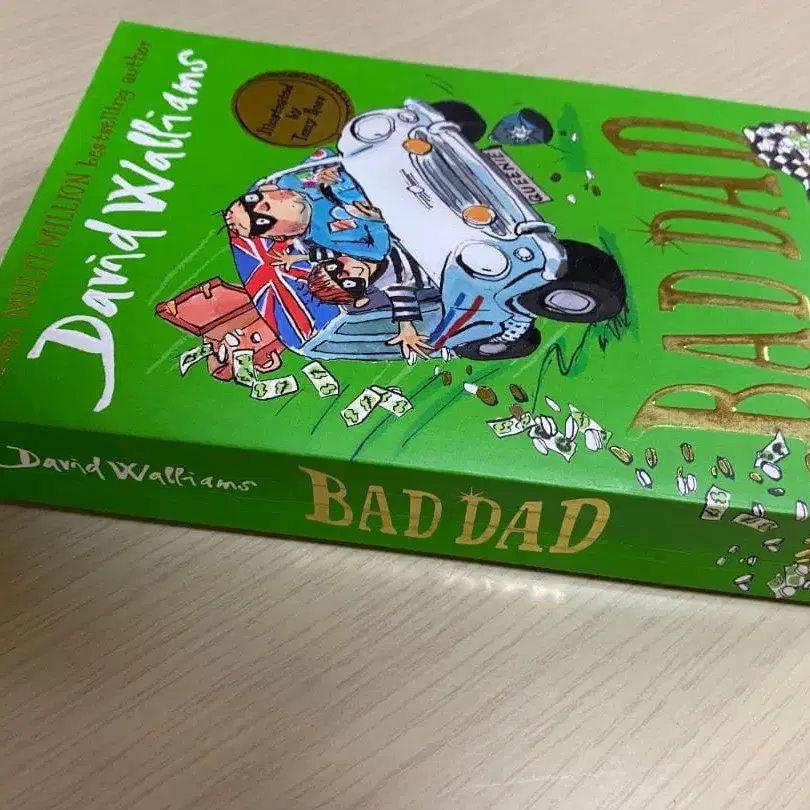 MULTI MILLION bestselling author
David Walliams
Illustrated
by Tony Ross
QUEENIE
BAD DAD
David Walliams
BAD DAD